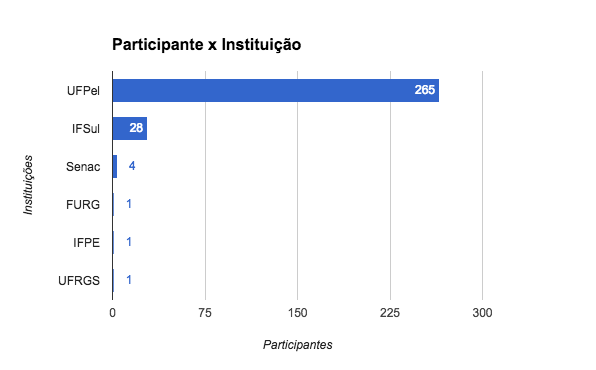 Participante x Instituição
UFPel 265
IFSul 28
Senac 4
FURG 1
IFPE 1
UFRGS 1
0 75 150 225 300
Participantes
Instituições